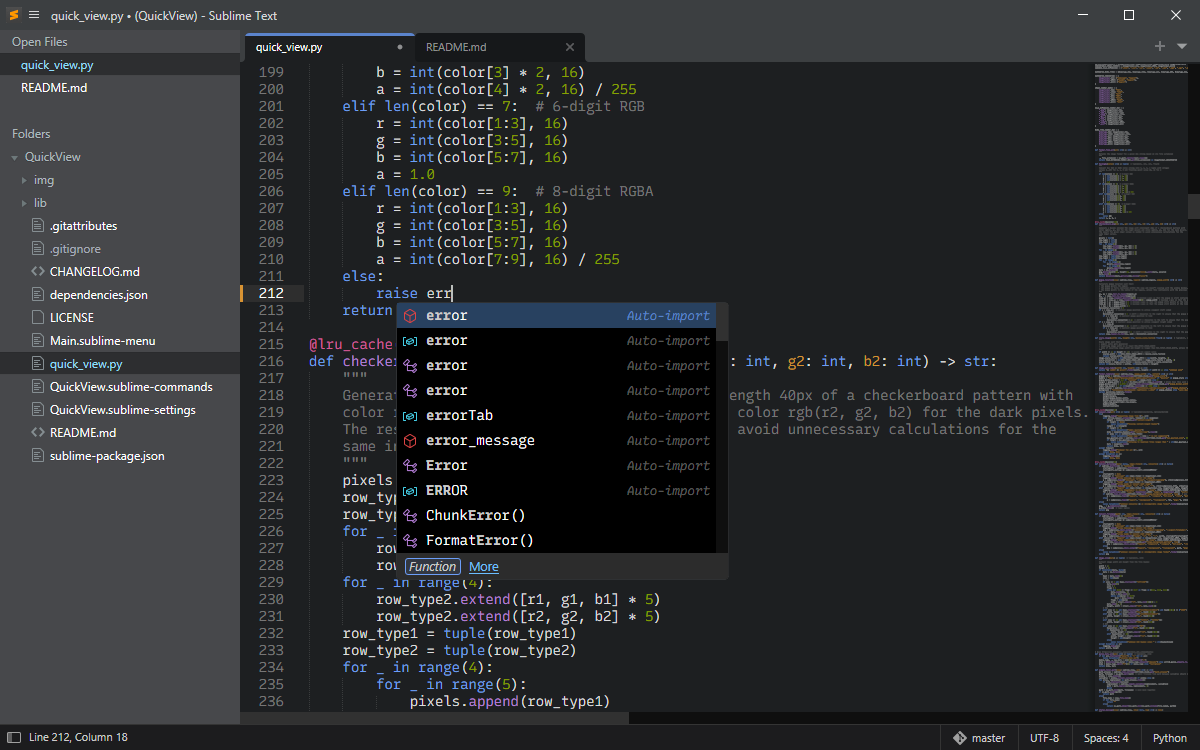 quick_view.py • (QuickView) - Sublime Text
Open Files
quick_view.py
README.md
Folders
QuickView
img
lib
.gitattributes
.gitignore
CHANGELOG.md
dependencies.json
LICENSE
Main.sublime-menu
quick_view.py
QuickView.sublime-commands
QuickView.sublime-settings
README.md
sublime-package.json
quick_view.py
README.md
199 b = int(color[3] * 2, 16)
200 a = int(color[4] * 2, 16) / 255
201 elif len(color) == 7:  # 6-digit RGB
202 r = int(color[1:3], 16)
203 g = int(color[3:5], 16)
204 b = int(color[5:7], 16)
205 a = 1.0
206 elif len(color) == 9:  # 8-digit RGBA
207 r = int(color[1:3], 16)
208 g = int(color[3:5], 16)
209 b = int(color[5:7], 16)
210 a = int(color[7:9], 16) / 255
211 else:
212 raise err
213 return
214
215 @lru_cache
216 def checker : int, g2: int, b2: int) -> str:
217 """
218 Generat ength 40px of a checkerboard pattern with
219 color i color rgb(r2, g2, b2) for the dark pixels.
220 The res avoid unnecessary calculations for the
221 same in
222 """
223 pixels
224 row_typ
225 row_typ
226 for _ i
227 ro
228 ro
229 for _ in range(4):
230 row_type2.extend([r1, g1, b1] * 5)
231 row_type2.extend([r2, g2, b2] * 5)
232 row_type1 = tuple(row_type1)
233 row_type2 = tuple(row_type2)
234 for _ in range(4):
235 for _ in range(5):
236 pixels.append(row_type1)
error Auto-import
error Auto-import
error Auto-import
error Auto-import
errorTab Auto-import
error_message Auto-import
Error Auto-import
ERROR Auto-import
ChunkError()
FormatError()
Function More
Line 212, Column 18
master
UTF-8
Spaces: 4
Python